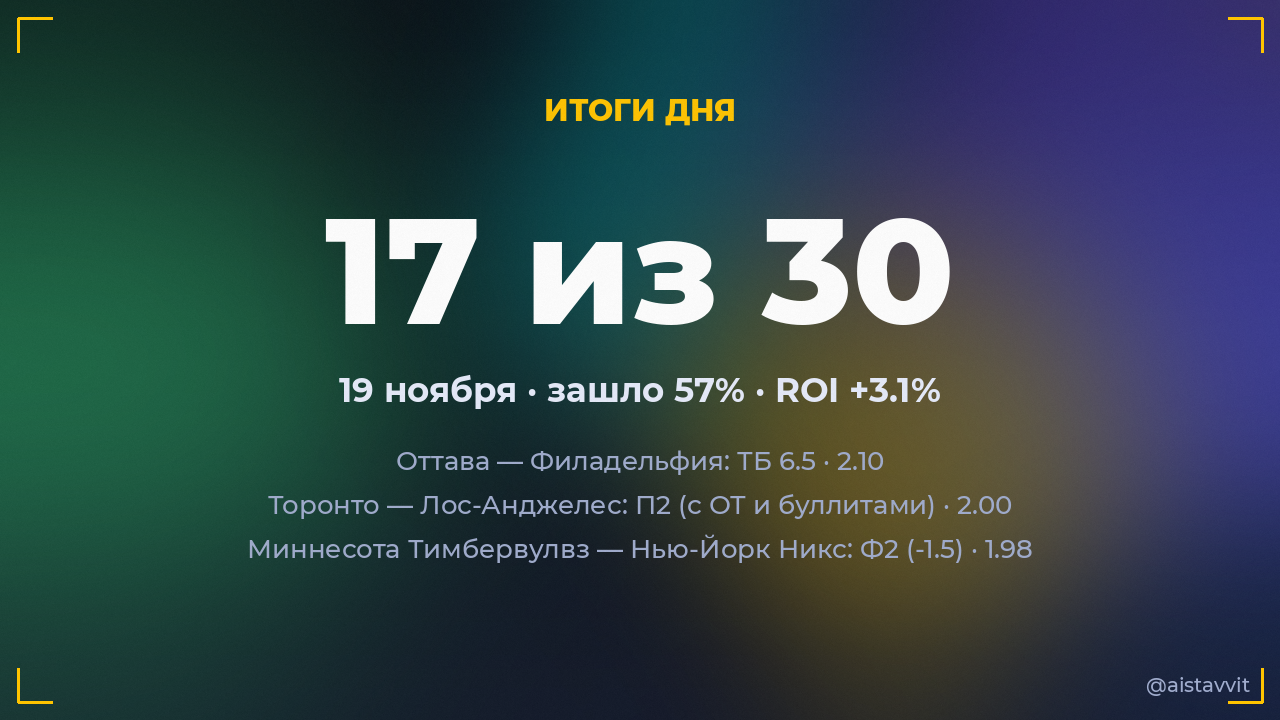 ИТОГИ ДНЯ
17 из 30
19 ноября · зашло 57% · ROI +3.1%
Оттава — Филадельфия: ТБ 6.5 · 2.10
Торонто — Лос-Анджелес: П2 (с ОТ и буллитами) · 2.00
Миннесота Тимбервулвз — Нью-Йорк Никс: Ф2 (-1.5) · 1.98
@aistavvit